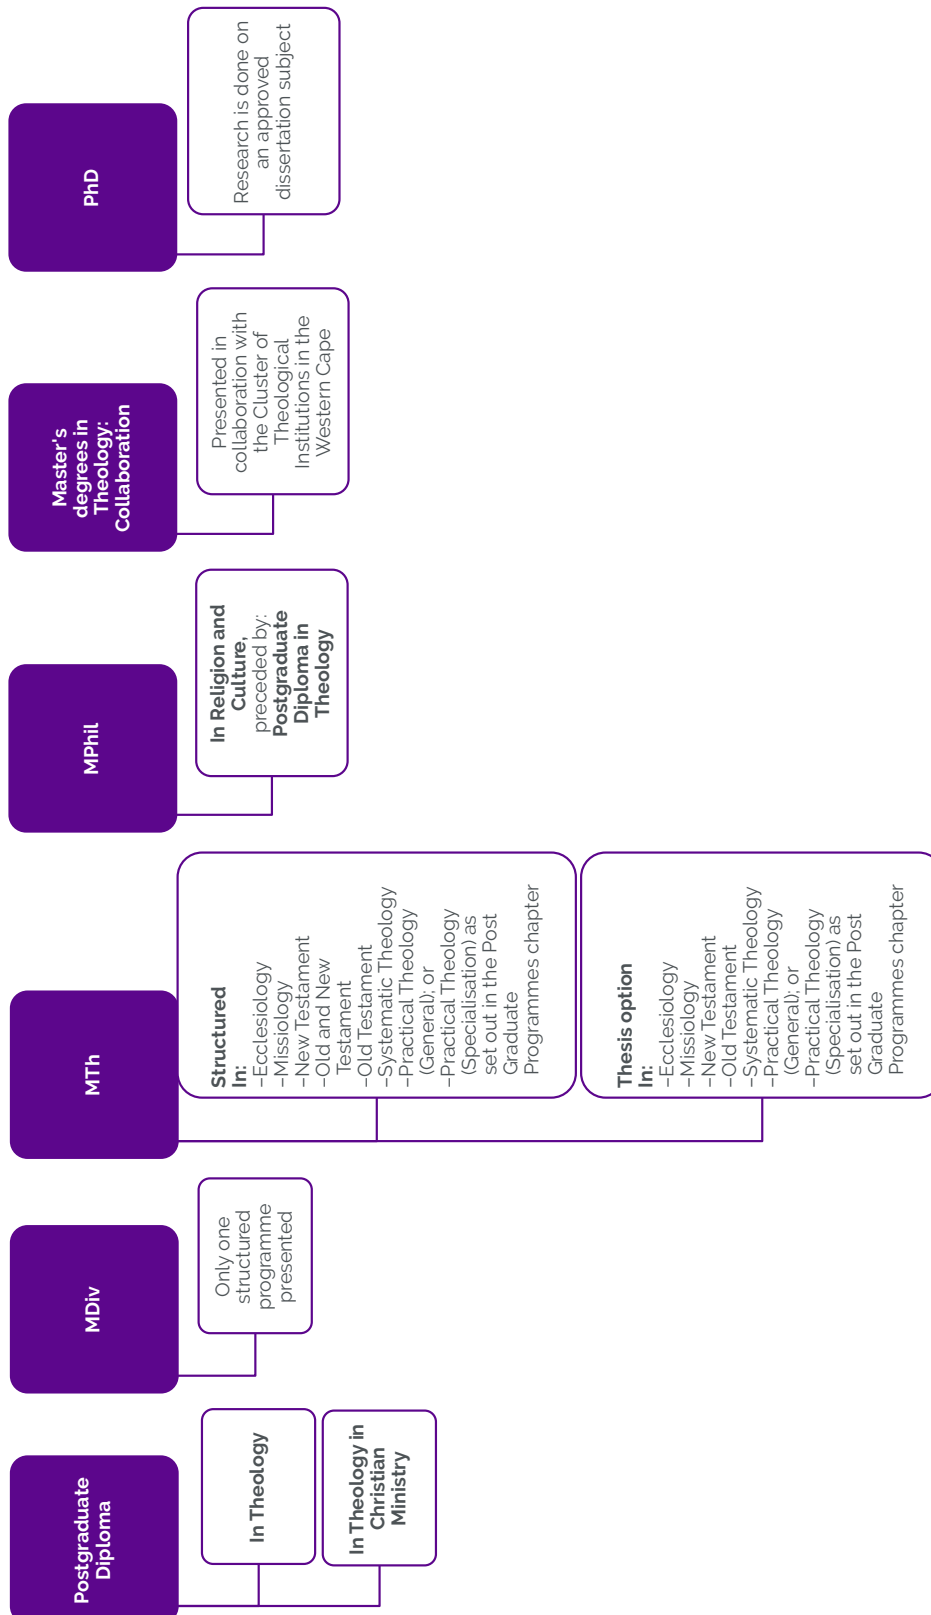 Postgraduate
Diploma
In Theology
In Theology in
Christian
Ministry
MDiv
Only one
structured
programme
presented
MTh
Structured
In:
–Ecclesiology
–Missiology
–New Testament
–Old and New
Testament
–Old Testament
–Systematic Theology
–Practical Theology
(General); or
–Practical Theology
(Specialisation) as
set out in the Post
Graduate
Programmes chapter
Thesis option
In:
–Ecclesiology
–Missiology
–New Testament
–Old Testament
–Systematic Theology
–Practical Theology
(General); or
–Practical Theology
(Specialisation) as
set out in the Post
Graduate
Programmes chapter
MPhil
In Religion and
Culture,
preceded by:
Postgraduate
Diploma in
Theology
Master's
degrees in
Theology:
Collaboration
Presented in
collaboration with
the Cluster of
Theological
Institutions in the
Western Cape
PhD
Research is done on
an approved
dissertation subject